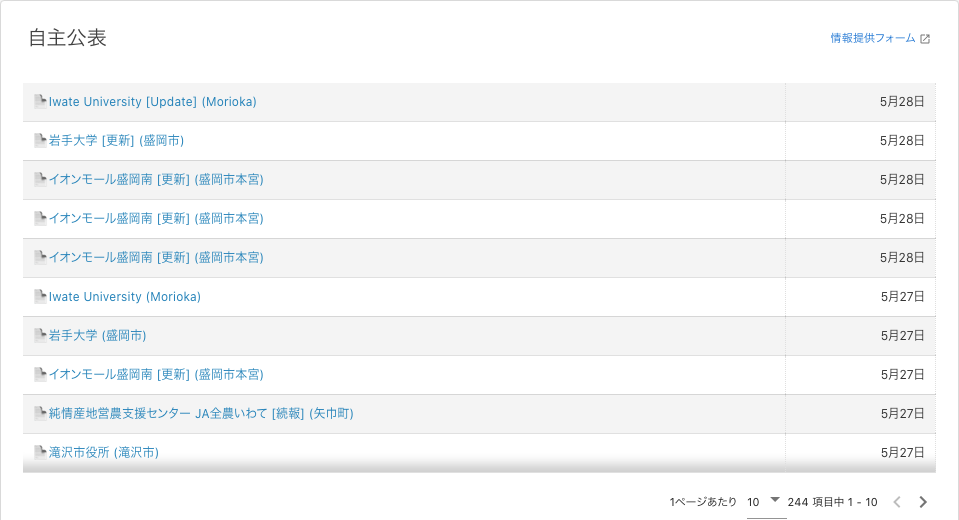 自主公表
情報提供フォーム
Iwate University [Update] (Morioka) 5月28日
岩手大学 [更新] (盛岡市) 5月28日
イオンモール盛岡南 [更新] (盛岡市本宮) 5月28日
イオンモール盛岡南 [更新] (盛岡市本宮) 5月28日
イオンモール盛岡南 [更新] (盛岡市本宮) 5月28日
Iwate University (Morioka) 5月27日
岩手大学 (盛岡市) 5月27日
イオンモール盛岡南 [更新] (盛岡市本宮) 5月27日
純情産地営農支援センター JA全農いわて [続報] (矢巾町) 5月27日
滝沢市役所 (滝沢市) 5月27日
1ページあたり 10 244 項目中 1 - 10